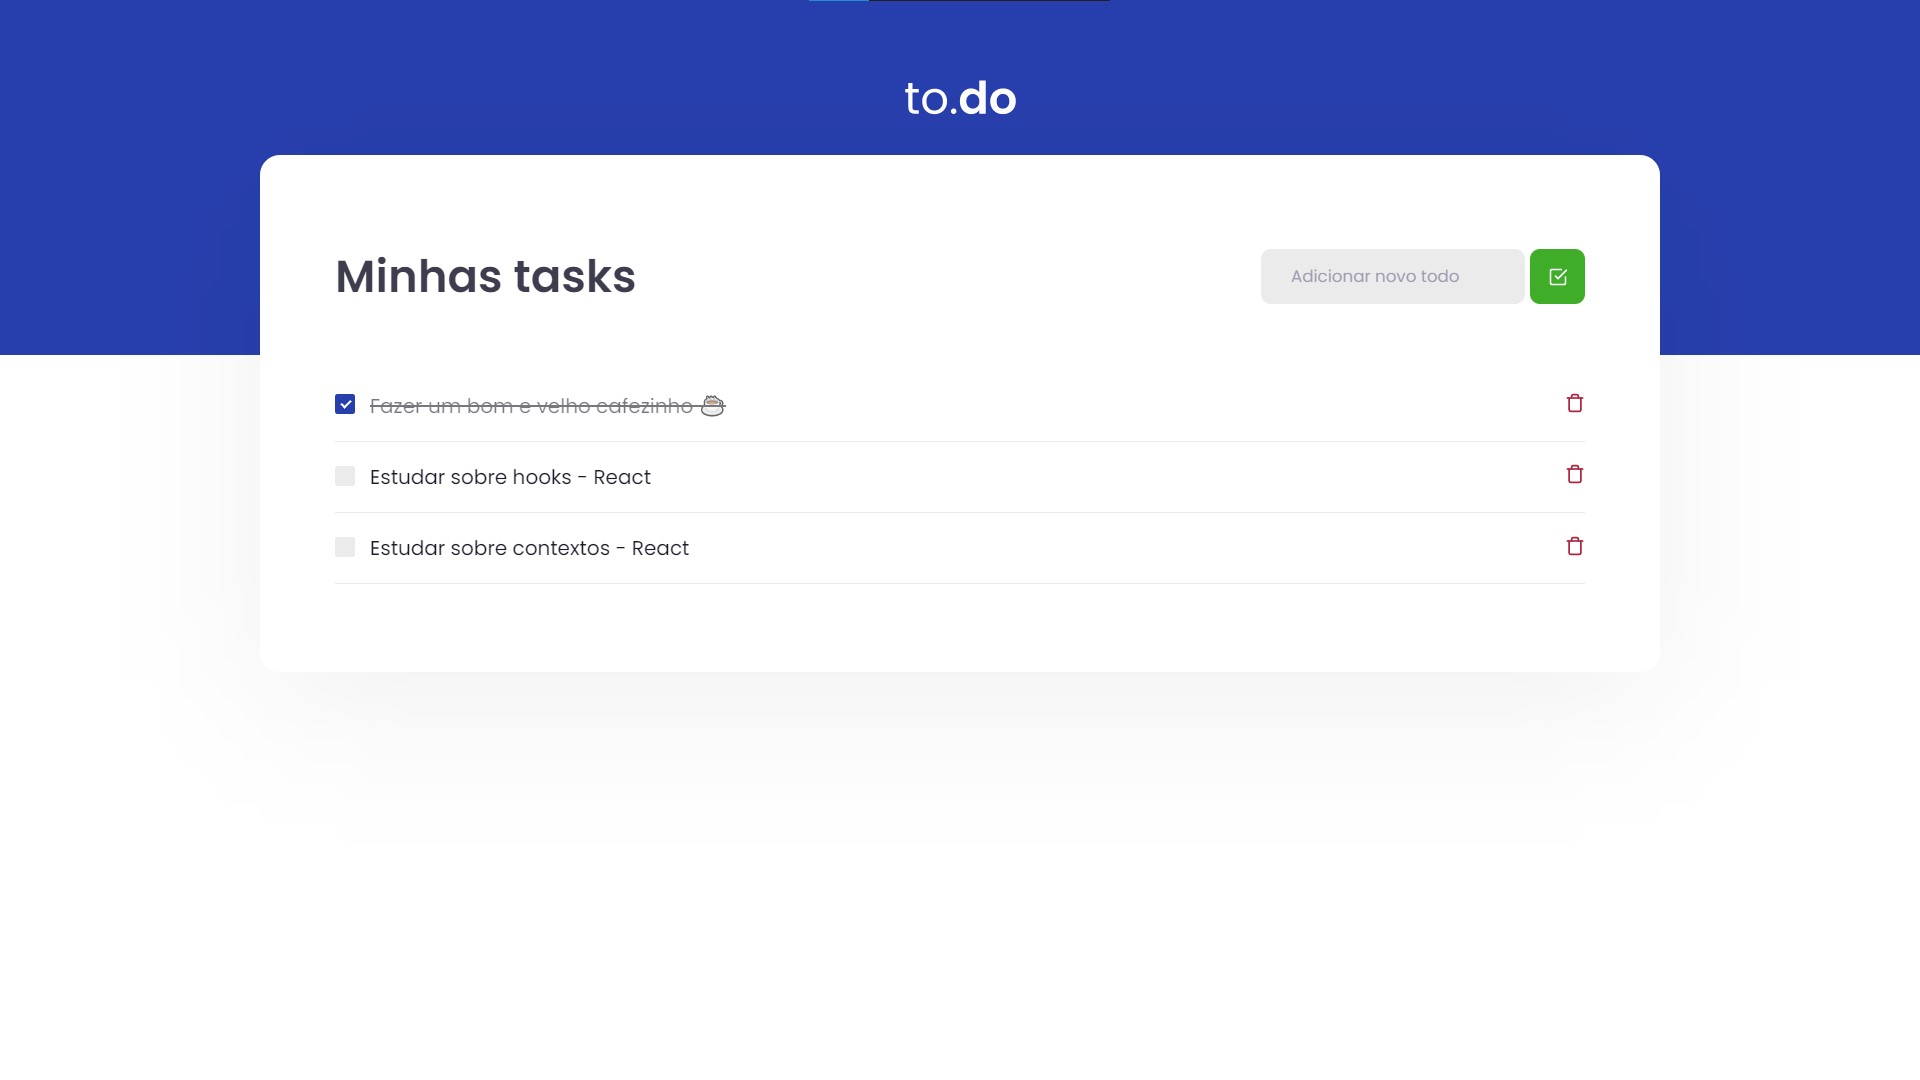 to.do
Minhas tasks
Adicionar novo todo
Fazer um bom e velho cafezinho ☕
Estudar sobre hooks - React
Estudar sobre contextos - React